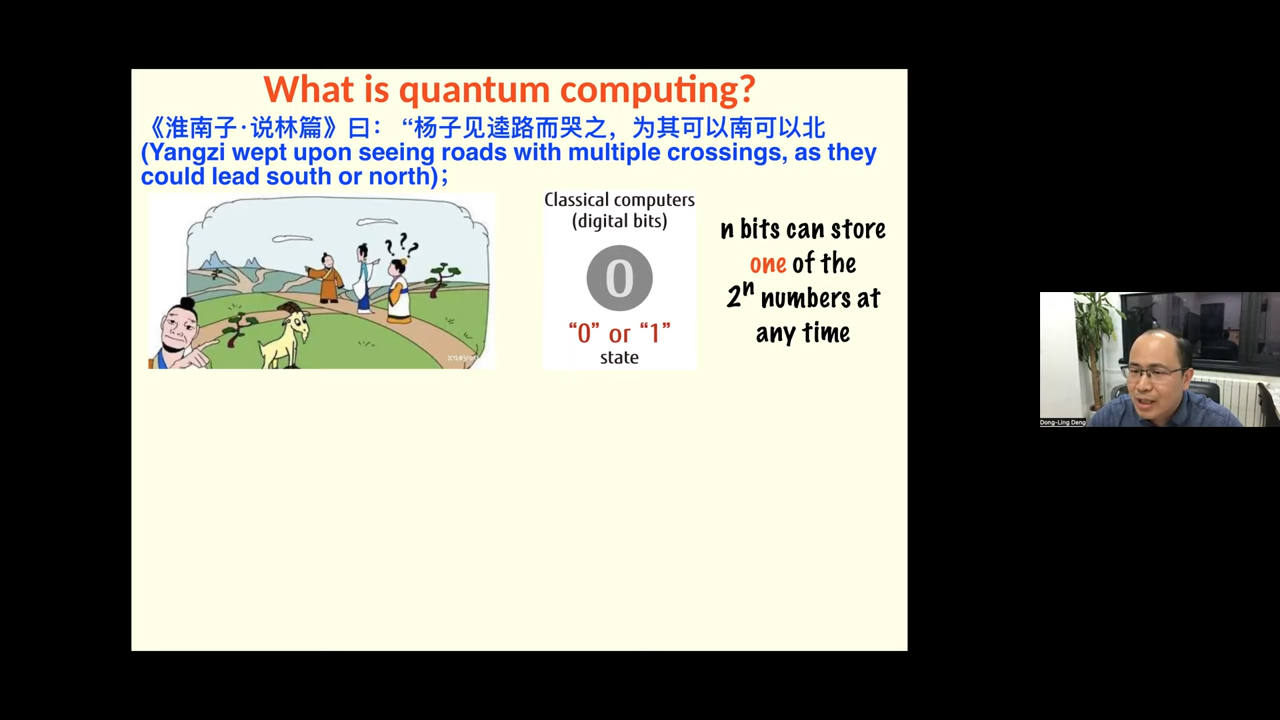 What is quantum computing?
《淮南子·说林篇》曰：“杨子见逵路而哭之，为其可以南可以北
(Yangzi wept upon seeing roads with multiple crossings, as they
could lead south or north)；
? ? ?
Classical computers
(digital bits)
0
“0” or “1”
state
n bits can store
one of the
2ⁿ numbers at
any time
Dong-Ling Deng